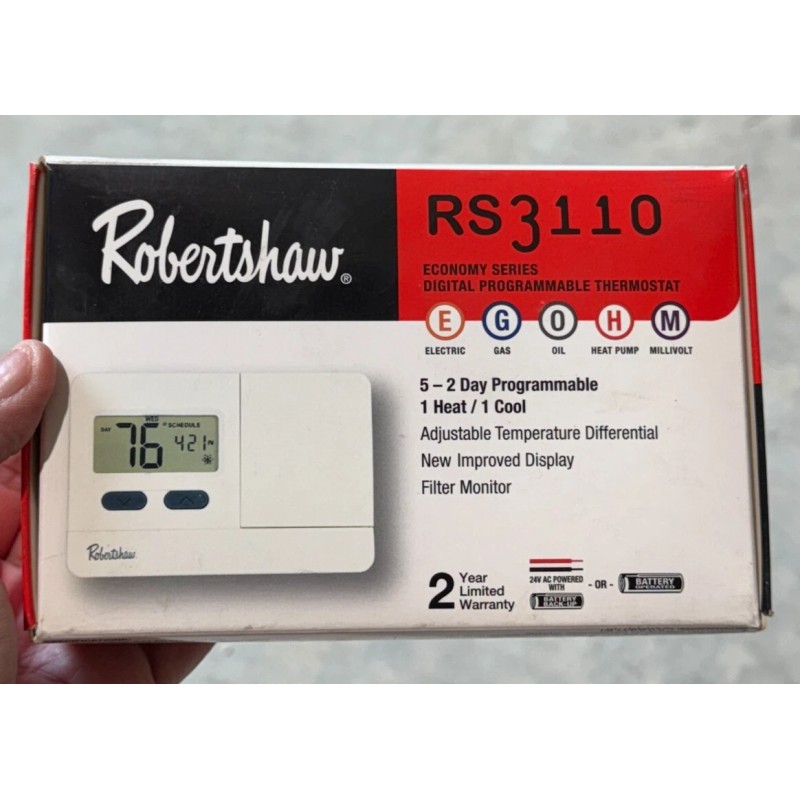 Robertshaw®
RS3110
ECONOMY SERIES
DIGITAL PROGRAMMABLE THERMOSTAT
E G O H M
ELECTRIC GAS OIL HEAT PUMP MILLIVOLT
5 – 2 Day Programmable
1 Heat / 1 Cool
Adjustable Temperature Differential
New Improved Display
Filter Monitor
WED
DAY 76° SCHEDULE
421 PM
Robertshaw
2 Year
Limited
Warranty
24V AC POWERED
WITH
BATTERY
BACK-UP
- OR -
BATTERY
OPERATED